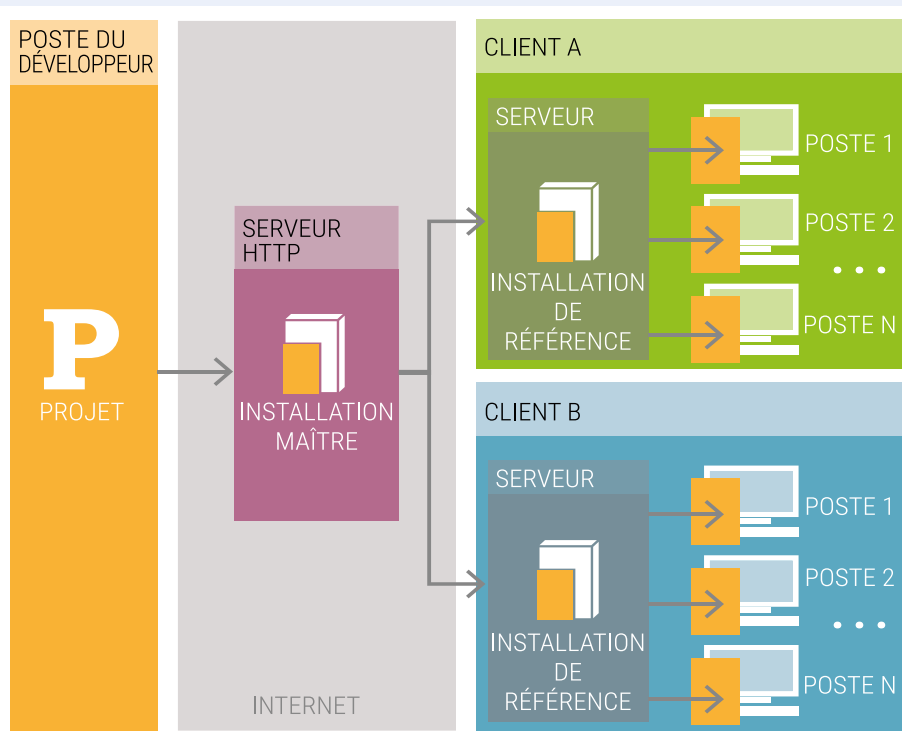 POSTE DU
DÉVELOPPEUR
P
PROJET
SERVEUR
HTTP
INSTALLATION
MAÎTRE
INTERNET
CLIENT A
SERVEUR
INSTALLATION
DE
RÉFÉRENCE
POSTE 1
POSTE 2
...
POSTE N
CLIENT B
SERVEUR
INSTALLATION
DE
RÉFÉRENCE
POSTE 1
POSTE 2
...
POSTE N